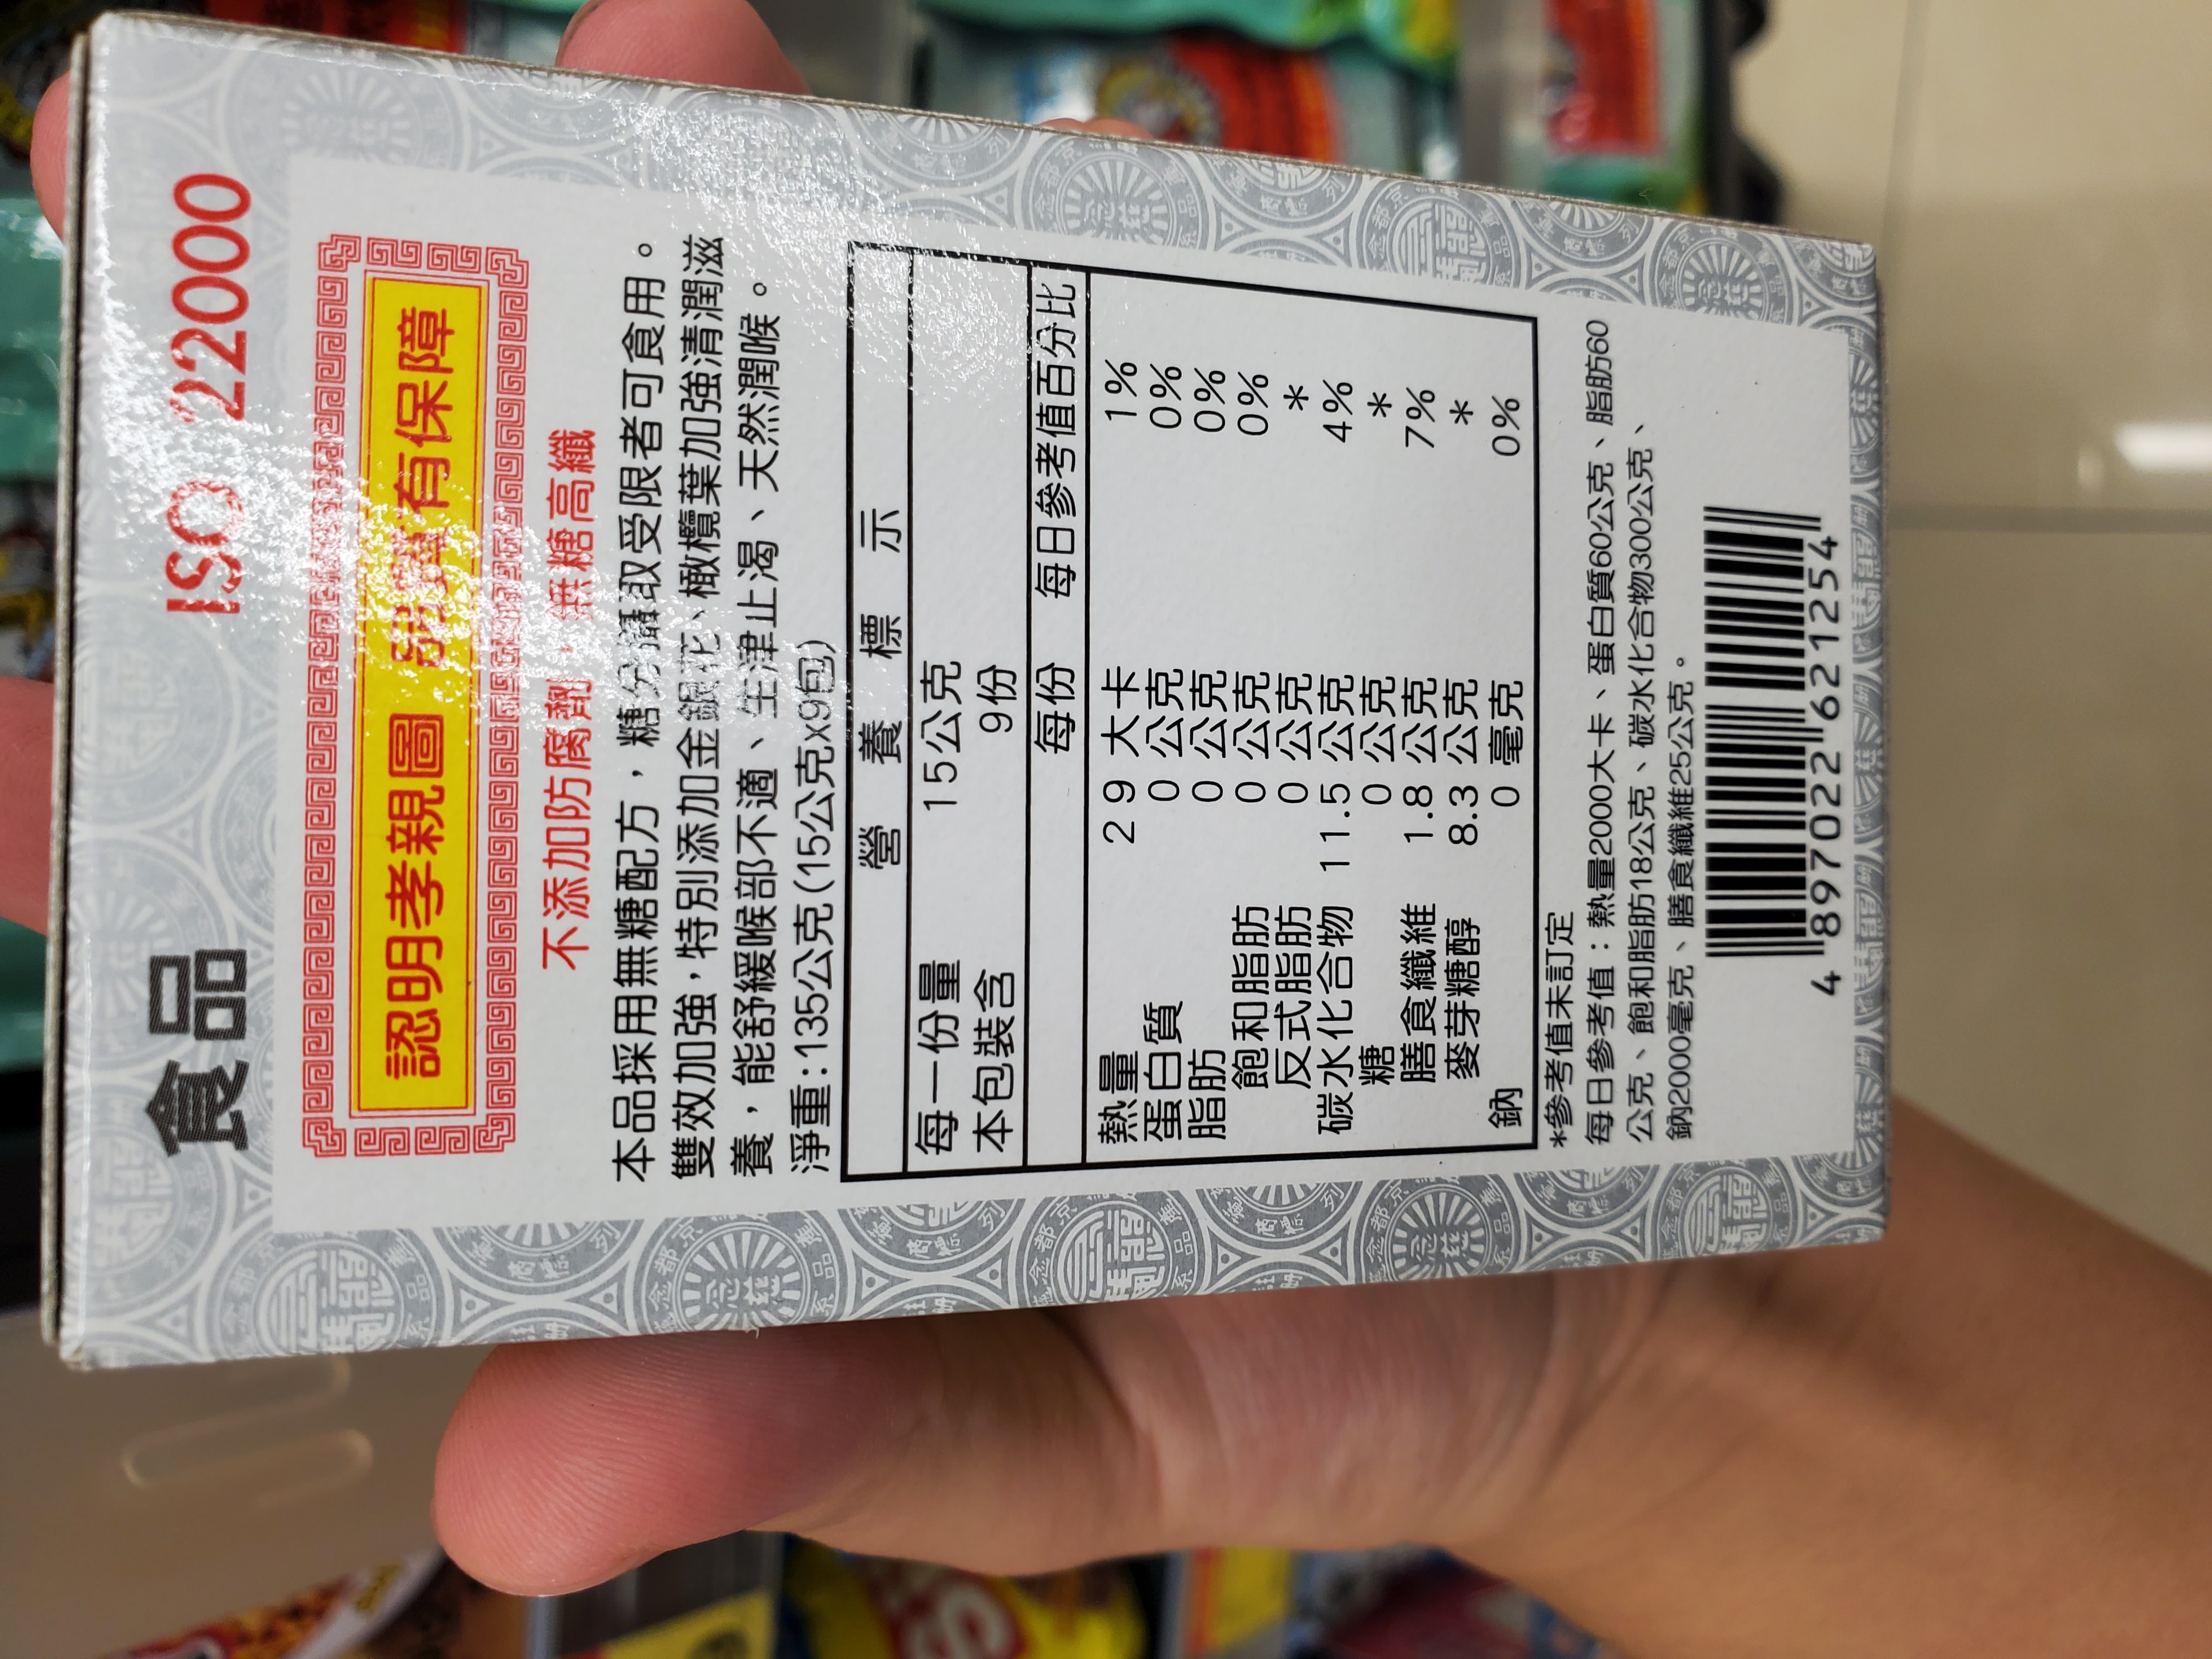 食品 ISO 22000
認明孝親圖 品質有保障
不添加防腐劑，無糖高纖
本品採用無糖配方，糖分攝取受限者可食用。
雙效加強，特別添加金銀花、橄欖葉加強清潤滋
養，能舒緩喉部不適、生津止渴、天然潤喉。
淨重:135公克(15公克x9包)
營養標示
每一份量 15公克
本包裝含 9份
每份 每日參考值百分比
熱量 29 大卡 1%
蛋白質 0 公克 0%
脂肪 0 公克 0%
飽和脂肪 0 公克 0%
反式脂肪 0 公克 *
碳水化合物 11.5 公克 4%
糖 0 公克 *
膳食纖維 1.8 公克 7%
麥芽糖醇 8.3 公克 *
鈉 0 毫克 0%
*參考值未訂定
每日參考值：熱量2000大卡、蛋白質60公克、脂肪60
公克、飽和脂肪18公克、碳水化合物300公克、
鈉2000毫克、膳食纖維25公克。
4 897022 621254